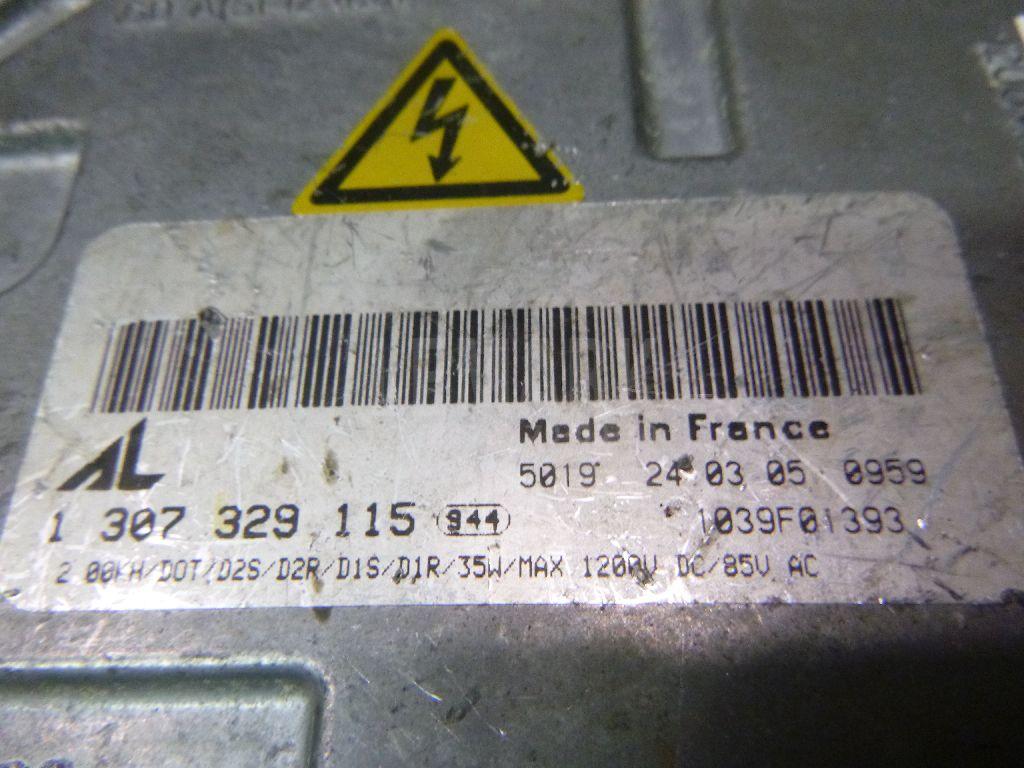 AL
Made in France
5019 24 03 05 0959
1 307 329 115 944
1039F01393
2 00KH/DOT/D2S/D2R/D1S/D1R/35W/MAX 1200V DC/85V AC